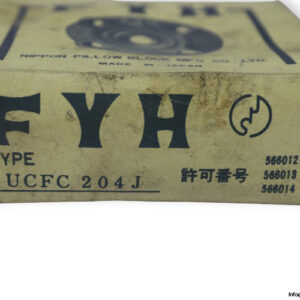 NIPPON PILLOW BLOCK MFG CO., LTD.
MADE IN JAPAN
FYH
YPE
UCFC 204J
許可番号
566012
566013
566014